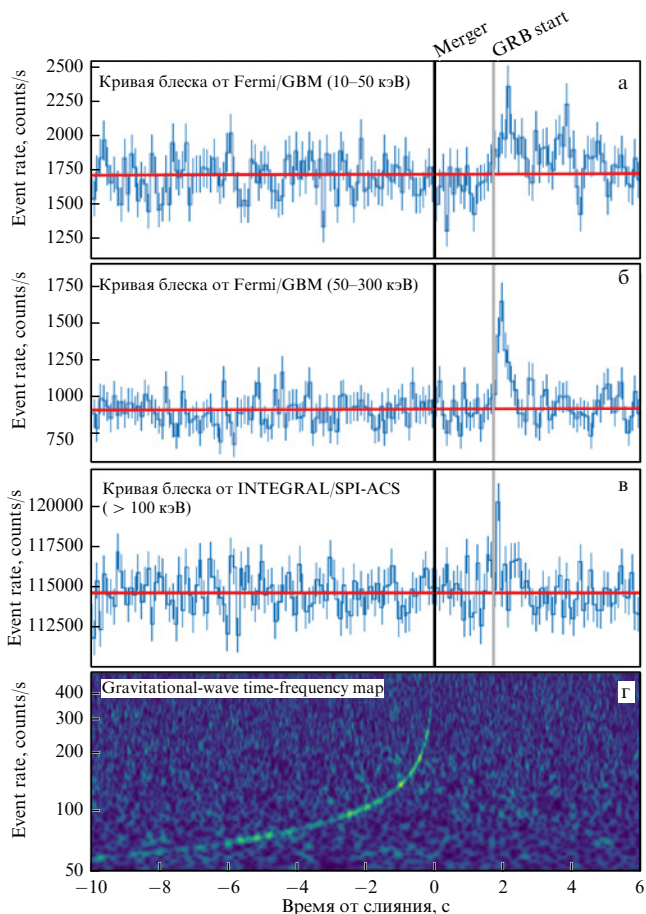 Merger
GRB start
2500
2250
2000
1750
1500
1250
Event rate, counts/s
Кривая блеска от Fermi/GBM (10–50 кэВ)
а
1750
1500
1250
1000
750
Event rate, counts/s
Кривая блеска от Fermi/GBM (50–300 кэВ)
б
120000
117500
115000
112500
Event rate, counts/s
Кривая блеска от INTEGRAL/SPI-ACS
( > 100 кэВ)
в
500
400
300
200
100
50
Event rate, counts/s
Gravitational-wave time-frequency map
г
−10
−8
−6
−4
−2
0
2
4
6
Время от слияния, с